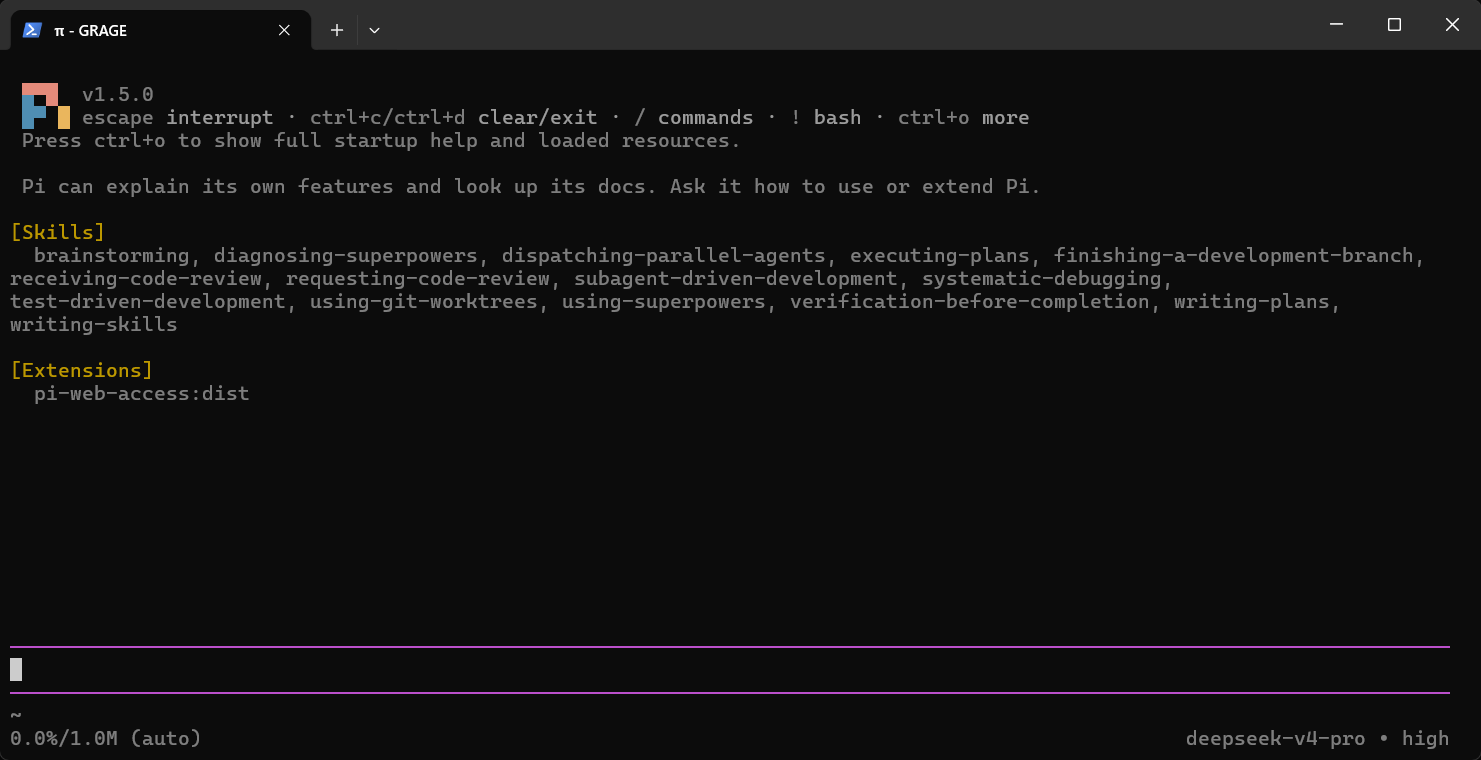 π - GRAGE
v1.5.0
escape interrupt · ctrl+c/ctrl+d clear/exit · / commands · ! bash · ctrl+o more
Press ctrl+o to show full startup help and loaded resources.
Pi can explain its own features and look up its docs. Ask it how to use or extend Pi.
[Skills]
brainstorming, diagnosing-superpowers, dispatching-parallel-agents, executing-plans, finishing-a-development-branch,
receiving-code-review, requesting-code-review, subagent-driven-development, systematic-debugging,
test-driven-development, using-git-worktrees, using-superpowers, verification-before-completion, writing-plans,
writing-skills
[Extensions]
pi-web-access:dist
~
0.0%/1.0M (auto) deepseek-v4-pro • high